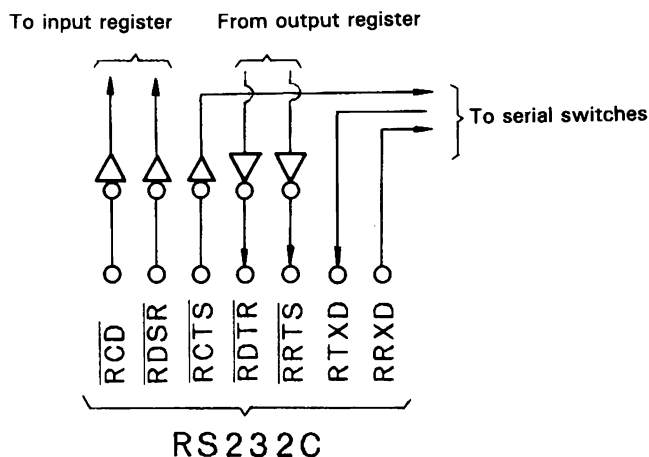 To input register
From output register
To serial switches
RCD
RDSR
RCTS
RDTR
RRTS
RTXD
RRXD
RS232C